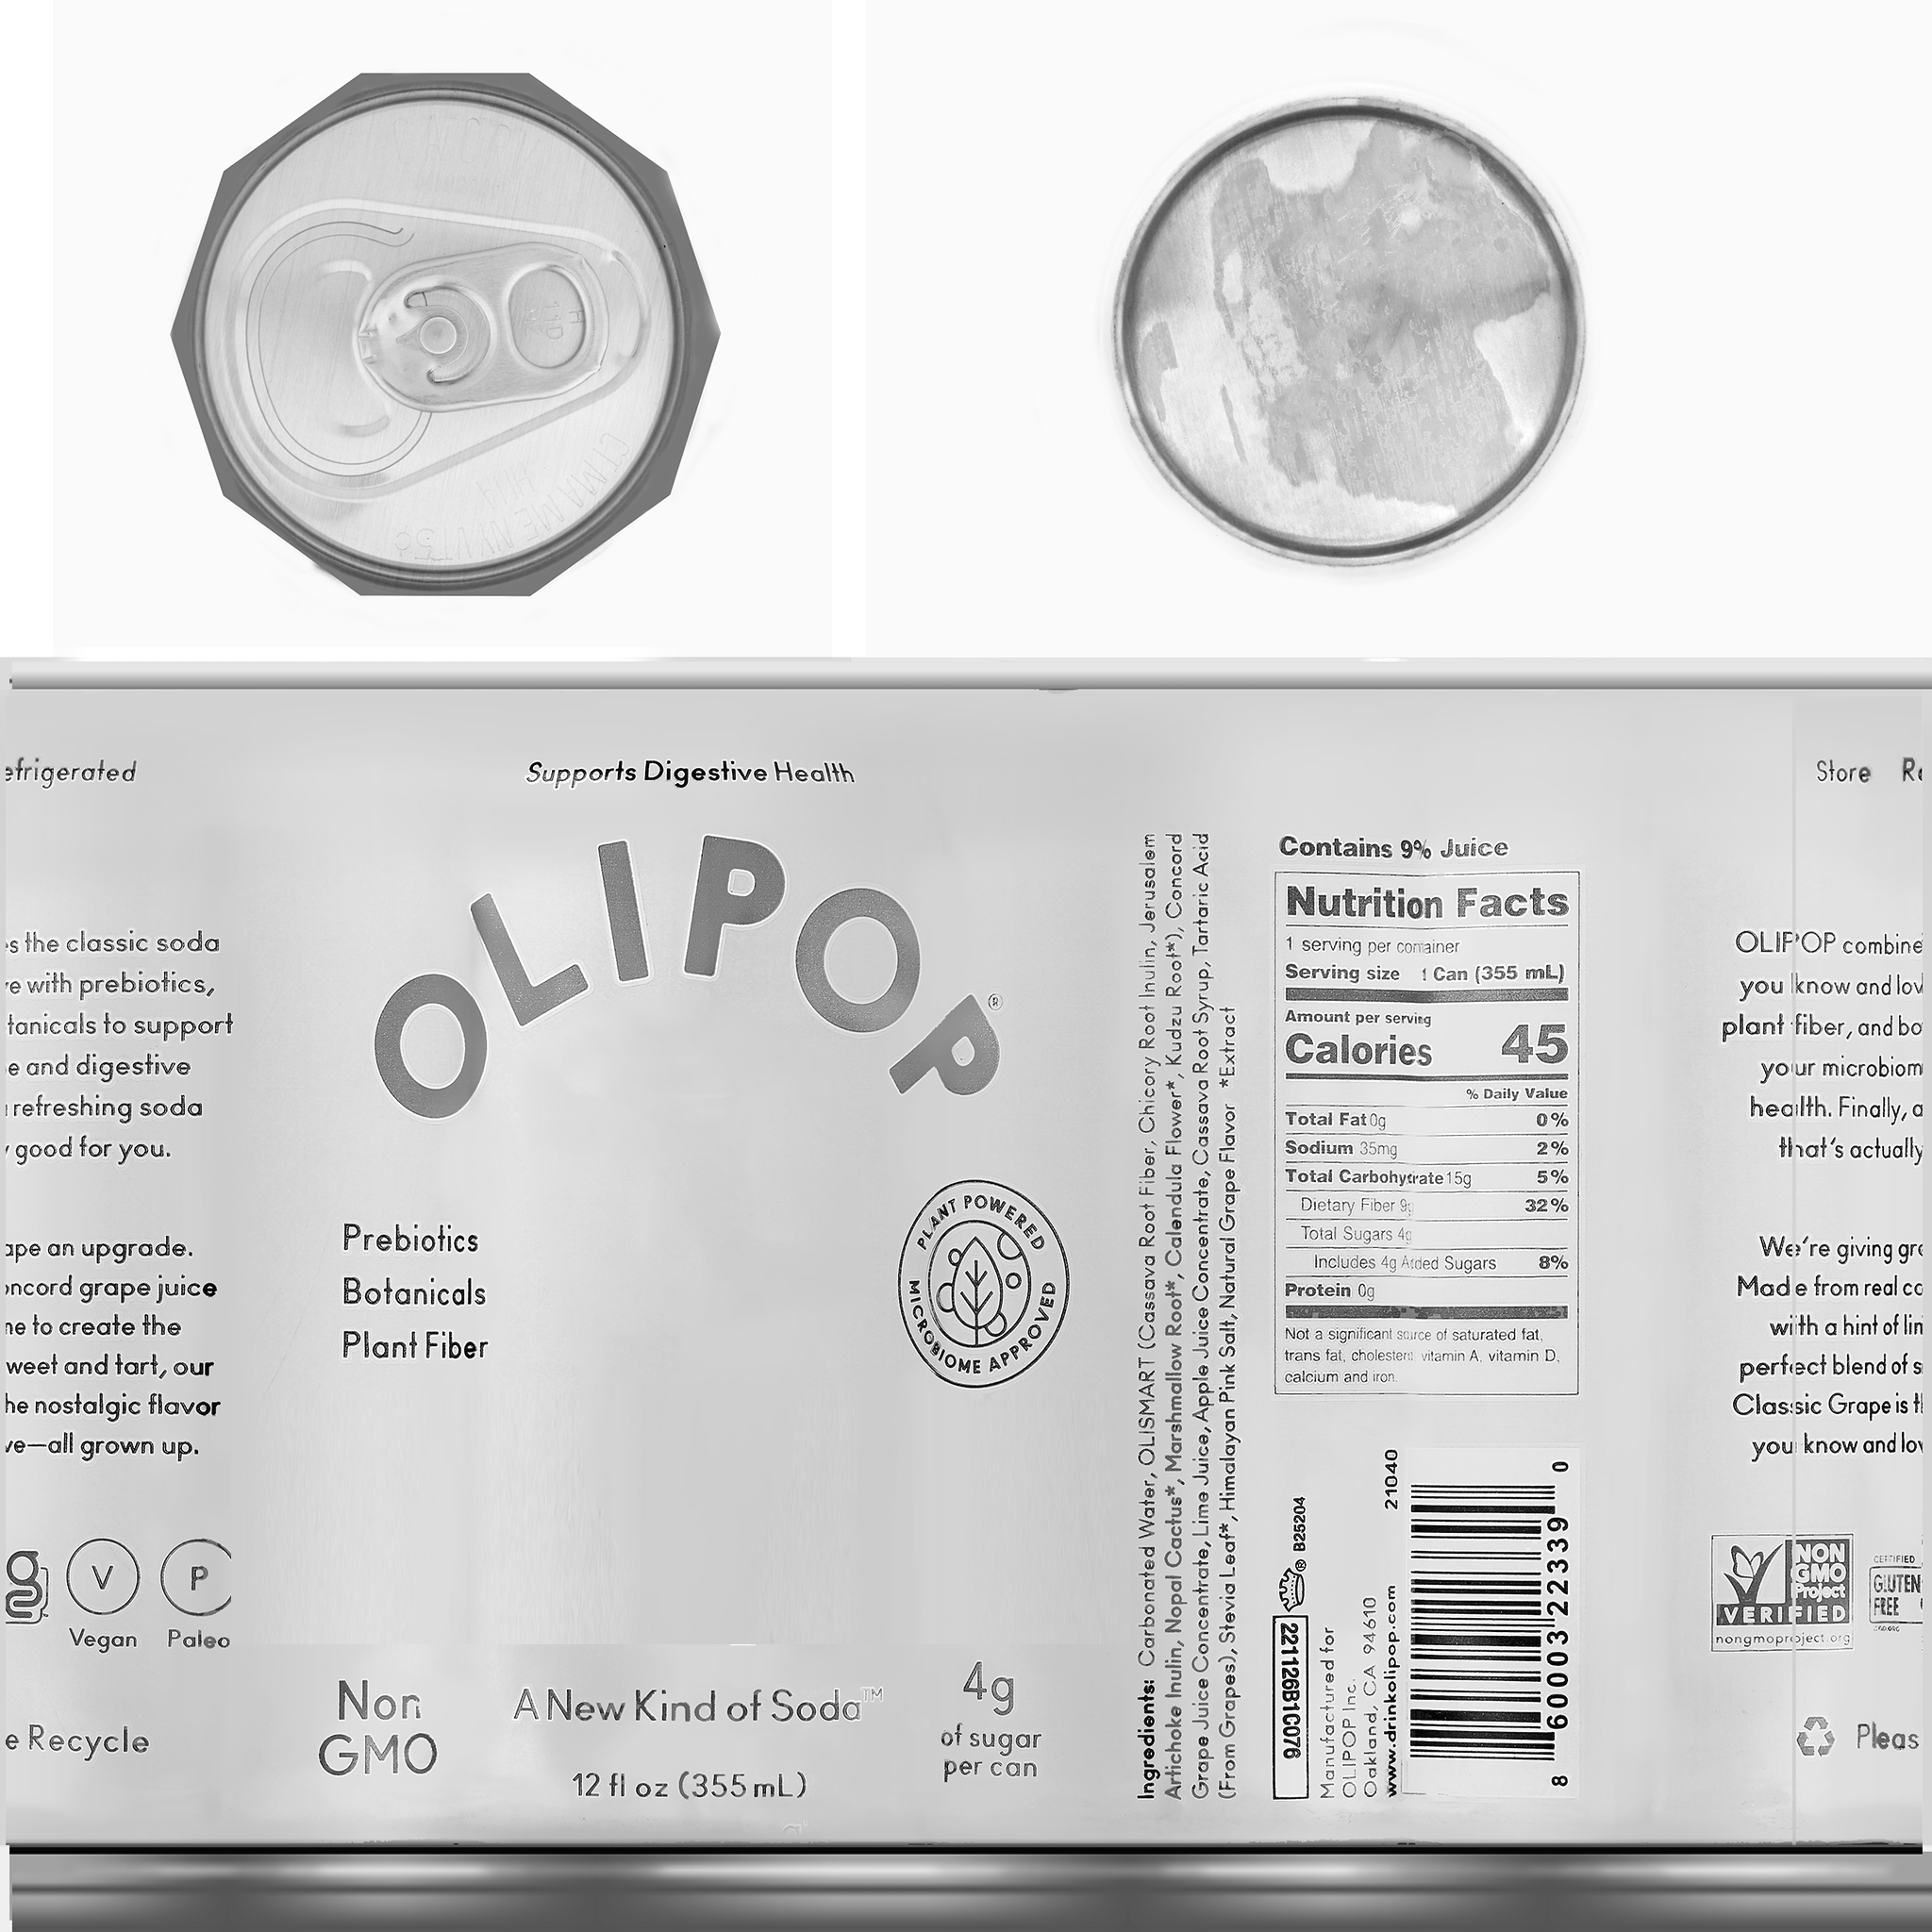 efrigerated
es the classic soda
ve with prebiotics,
tanicals to support
e and digestive
refreshing soda
good for you.
ape an upgrade.
oncord grape juice
me to create the
weet and tart, our
he nostalgic flavor
ve—all grown up.
g
V
P
Vegan
Paleo
e Recycle
Supports Digestive Health
OLIPOP®
Prebiotics
Botanicals
Plant Fiber
PLANT POWERED
MICROBIOME APPROVED
Non
GMO
A New Kind of Soda™
12 fl oz (355 mL)
4g
of sugar
per can
Ingredients: Carbonated Water, OLISMART (Cassava Root Fiber, Chicory Root Inulin, Jerusalem
Artichoke Inulin, Nopal Cactus*, Marshmallow Root*, Calendula Flower*, Kudzu Root*), Concord
Grape Juice Concentrate, Lime Juice, Apple Juice Concentrate, Cassava Root Syrup, Tartaric Acid
(From Grapes), Stevia Leaf*, Himalayan Pink Salt, Natural Grape Flavor *Extract
Contains 9% Juice
Nutrition Facts
1 serving per container
Serving size 1 Can (355 mL)
Amount per serving
Calories 45
% Daily Value
Total Fat 0g 0%
Sodium 35mg 2%
Total Carbohydrate 15g 5%
Dietary Fiber 9g 32%
Total Sugars 4g
Includes 4g Added Sugars 8%
Protein 0g
Not a significant source of saturated fat,
trans fat, cholesterol, vitamin A, vitamin D,
calcium and iron.
® B25204
221126B1C076
Manufactured for
OLIPOP Inc.
Oakland, CA 94610
www.drinkolipop.com
21040
8 60003 22339 0
Store Re
OLIPOP combine
you know and lov
plant fiber, and bo
your microbiom
health. Finally, a
that's actually
We're giving gra
Made from real co
with a hint of lim
perfect blend of s
Classic Grape is th
you know and lov
NON
GMO
Project
VERIFIED
nongmoproject.org
CERTIFIED
GLUTEN
FREE
Pleas